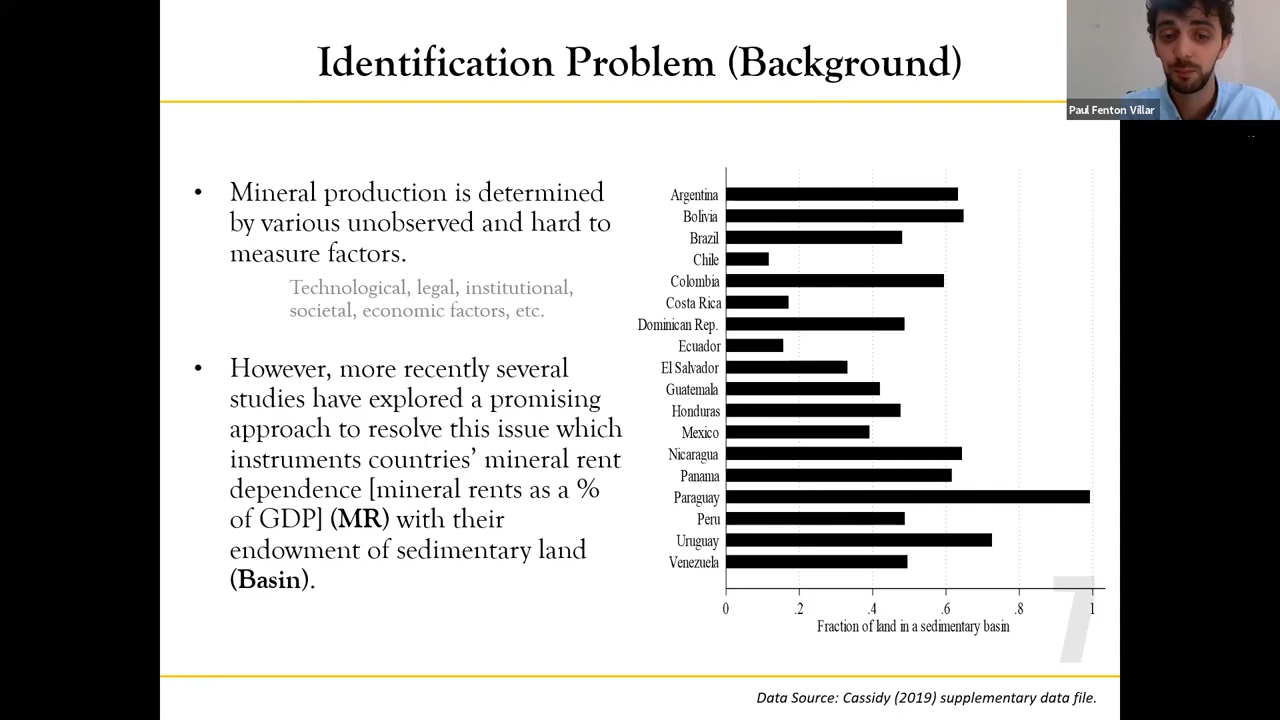 Identification Problem (Background)
Paul Fenton Villar
• Mineral production is determined
by various unobserved and hard to
measure factors.
Technological, legal, institutional,
societal, economic factors, etc.
• However, more recently several
studies have explored a promising
approach to resolve this issue which
instruments countries’ mineral rent
dependence [mineral rents as a %
of GDP] (MR) with their
endowment of sedimentary land
(Basin).
Argentina
Bolivia
Brazil
Chile
Colombia
Costa Rica
Dominican Rep.
Ecuador
El Salvador
Guatemala
Honduras
Mexico
Nicaragua
Panama
Paraguay
Peru
Uruguay
Venezuela
0 .2 .4 .6 .8 1
Fraction of land in a sedimentary basin
7
Data Source: Cassidy (2019) supplementary data file.